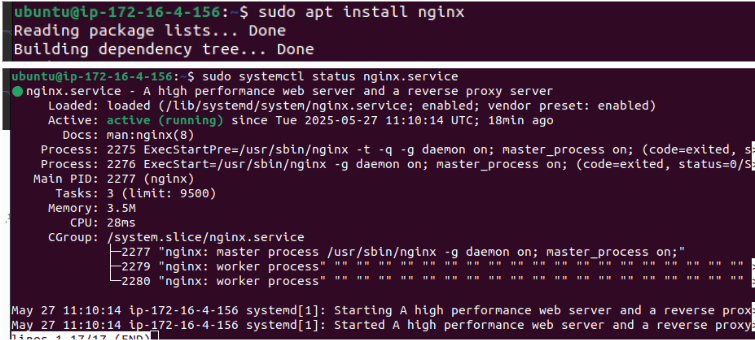 ubuntu@ip-172-16-4-156:~$ sudo apt install nginx
Reading package lists... Done
Building dependency tree... Done
ubuntu@ip-172-16-4-156:~$ sudo systemctl status nginx.service
● nginx.service - A high performance web server and a reverse proxy server
Loaded: loaded (/lib/systemd/system/nginx.service; enabled; vendor preset: enabled)
Active: active (running) since Tue 2025-05-27 11:10:14 UTC; 18min ago
Docs: man:nginx(8)
Process: 2275 ExecStartPre=/usr/sbin/nginx -t -q -g daemon on; master_process on; (code=exited, s>
Process: 2276 ExecStart=/usr/sbin/nginx -g daemon on; master_process on; (code=exited, status=0/S>
Main PID: 2277 (nginx)
Tasks: 3 (limit: 9500)
Memory: 3.5M
CPU: 28ms
CGroup: /system.slice/nginx.service
├─2277 "nginx: master process /usr/sbin/nginx -g daemon on; master_process on;"
├─2279 "nginx: worker process" "" "" "" "" "" "" "" "" "" "" "" "" "" "" "" "" "" "" "" >
└─2280 "nginx: worker process" "" "" "" "" "" "" "" "" "" "" "" "" "" "" "" "" "" "" "" >
May 27 11:10:14 ip-172-16-4-156 systemd[1]: Starting A high performance web server and a reverse prox>
May 27 11:10:14 ip-172-16-4-156 systemd[1]: Started A high performance web server and a reverse proxy>
lines 1-17/17 (END)